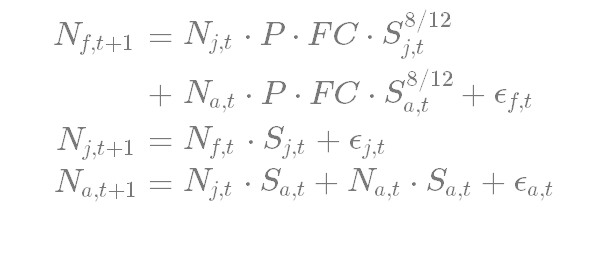 N_{f,t+1} = N_{j,t} · P · FC · S_{j,t}^{8/12}
+ N_{a,t} · P · FC · S_{a,t}^{8/12} + ϵ_{f,t}
N_{j,t+1} = N_{f,t} · S_{j,t} + ϵ_{j,t}
N_{a,t+1} = N_{j,t} · S_{a,t} + N_{a,t} · S_{a,t} + ϵ_{a,t}